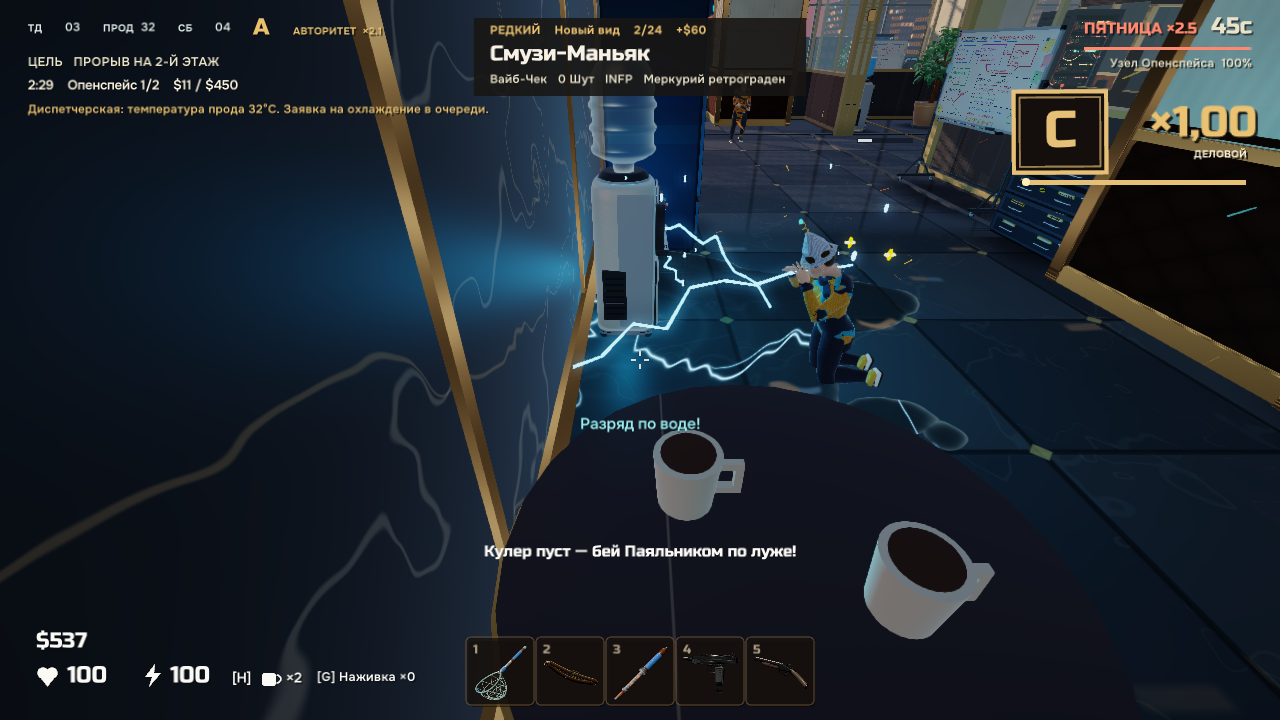 ТД 03 ПРОД 32 СБ 04 A АВТОРИТЕТ ×2.1
ЦЕЛЬ ПРОРЫВ НА 2-Й ЭТАЖ
2:29 Опенспейс 1/2 $11 / $450
Диспетчерская: температура прода 32°C. Заявка на охлаждение в очереди.
РЕДКИЙ Новый вид 2/24 +$60
Смузи-Маньяк
Вайб-Чек 0 Шут INFP Меркурий ретрограден
ПЯТНИЦА ×2.5 45с
Узел Опенспейса 100%
C ×1,00
ДЕЛОВОЙ
Разряд по воде!
Кулер пуст — бей Паяльником по луже!
$537
100 100 [H] ×2 [G] Наживка ×0
1 2 3 4 5